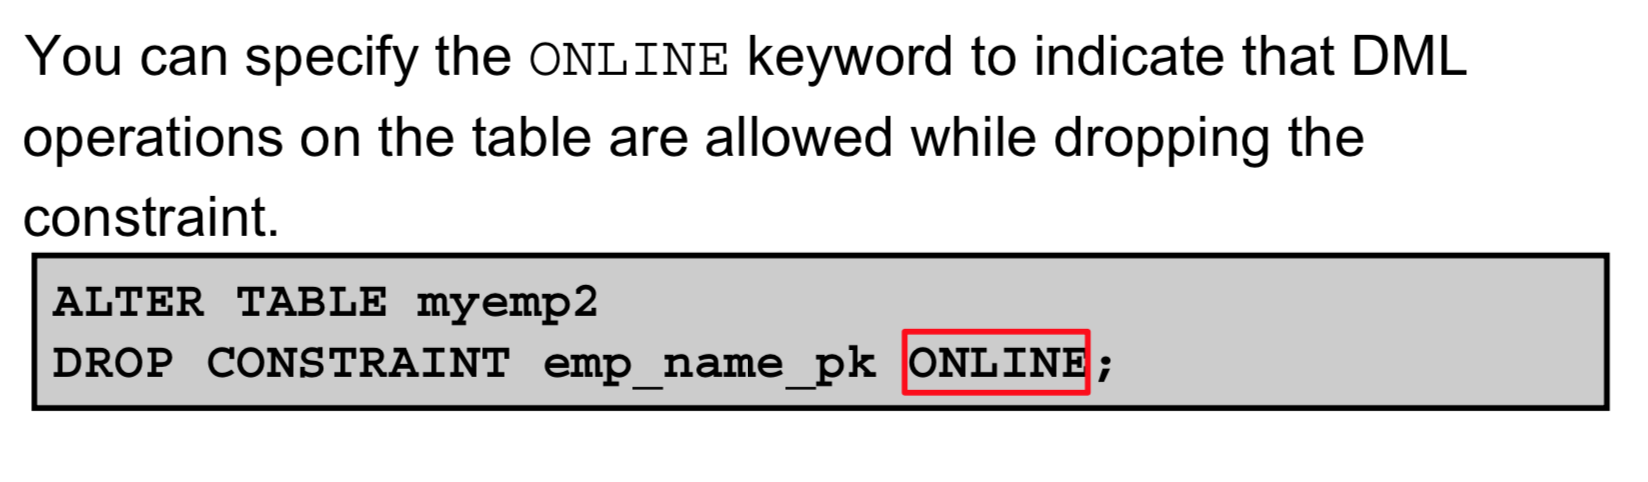 You can specify the ONLINE keyword to indicate that DML
operations on the table are allowed while dropping the
constraint.
ALTER TABLE myemp2
DROP CONSTRAINT emp_name_pk ONLINE;